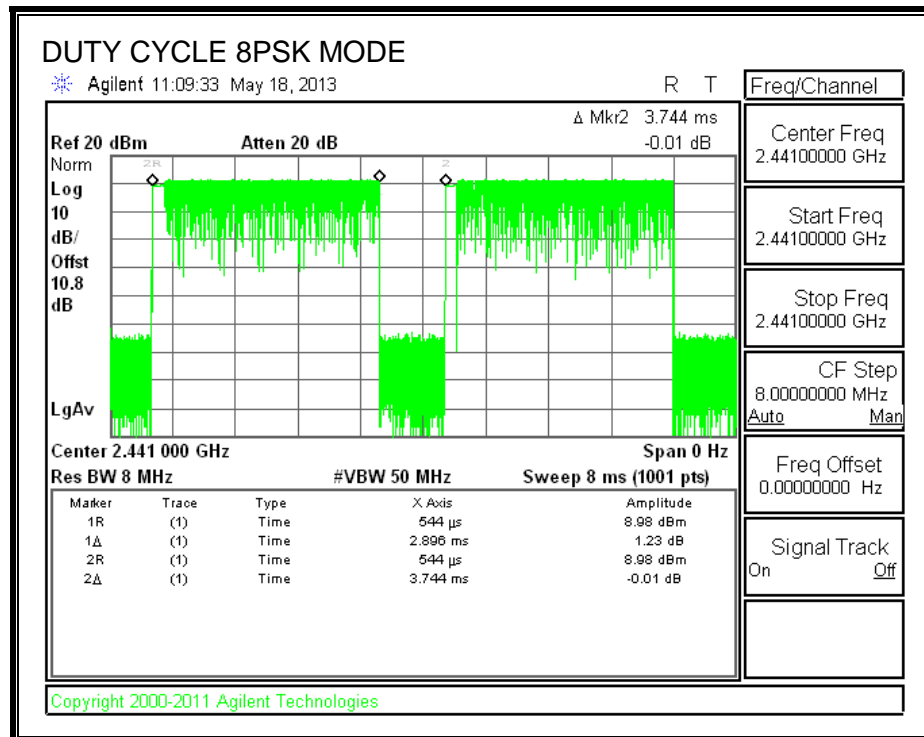 DUTY CYCLE 8PSK MODE
Agilent 11:09:33 May 18, 2013 R T
Δ Mkr2 3.744 ms
Ref 20 dBm Atten 20 dB -0.01 dB
Norm
Log
10
dB/
Offst
10.8
dB
LgAv
2R 2
Center 2.441 000 GHz Span 0 Hz
Res BW 8 MHz #VBW 50 MHz Sweep 8 ms (1001 pts)
Marker Trace Type X Axis Amplitude
1R (1) Time 544 µs 8.98 dBm
1Δ (1) Time 2.896 ms 1.23 dB
2R (1) Time 544 µs 8.98 dBm
2Δ (1) Time 3.744 ms -0.01 dB
Freq/Channel
Center Freq
2.44100000 GHz
Start Freq
2.44100000 GHz
Stop Freq
2.44100000 GHz
CF Step
8.00000000 MHz
Auto Man
Freq Offset
0.00000000 Hz
Signal Track
On Off
Copyright 2000-2011 Agilent Technologies